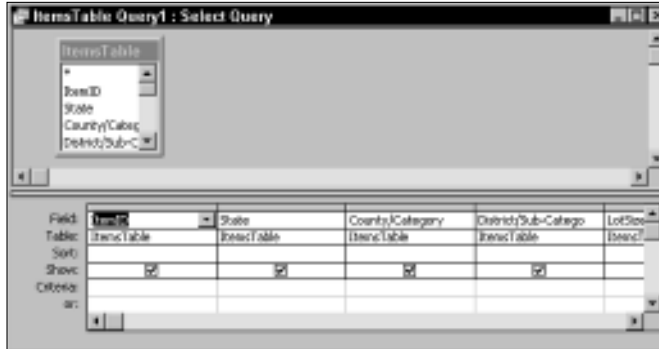 ItemsTable Query1 : Select Query
ItemsTable
*
ItemID
State
County/Categ
District/Sub-C
Field: ItemID State County/Category District/Sub-Catego LotSize
Table: ItemsTable ItemsTable ItemsTable ItemsTable ItemsT
Sort:
Show:
Criteria:
or: